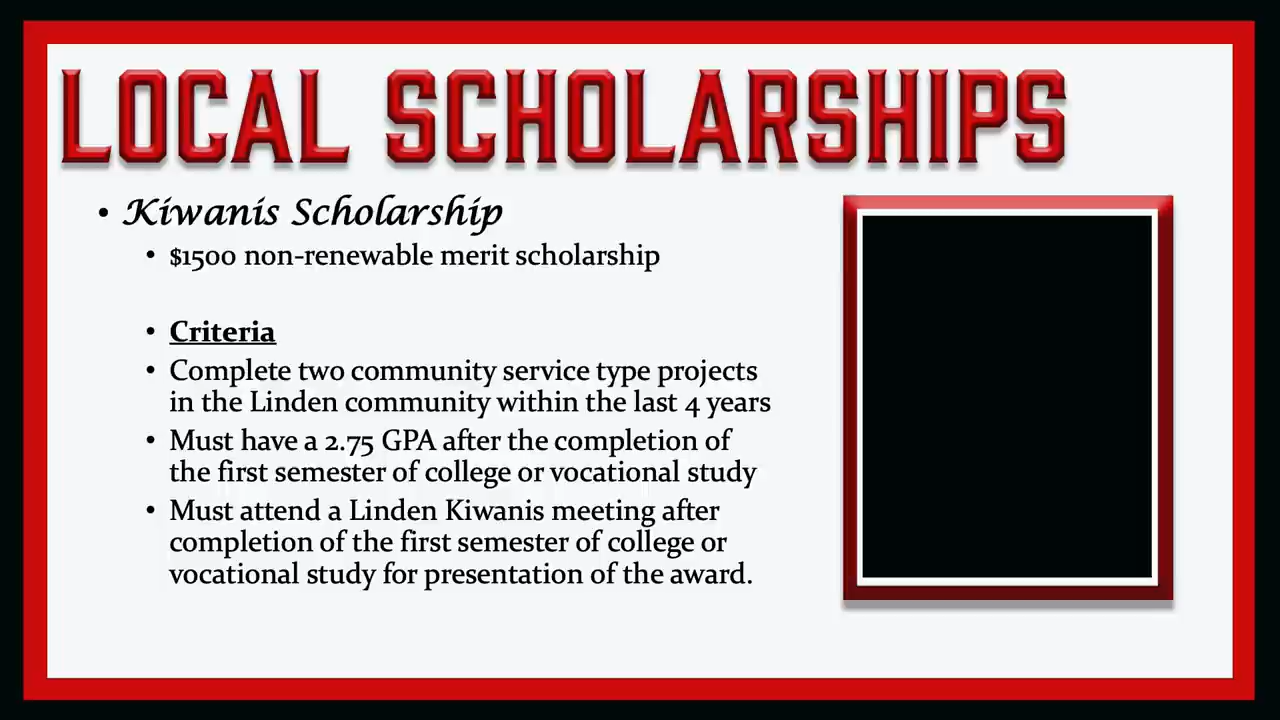 LOCAL SCHOLARSHIPS
• Kiwanis Scholarship
• $1500 non-renewable merit scholarship
• Criteria
• Complete two community service type projects
in the Linden community within the last 4 years
• Must have a 2.75 GPA after the completion of
the first semester of college or vocational study
• Must attend a Linden Kiwanis meeting after
completion of the first semester of college or
vocational study for presentation of the award.